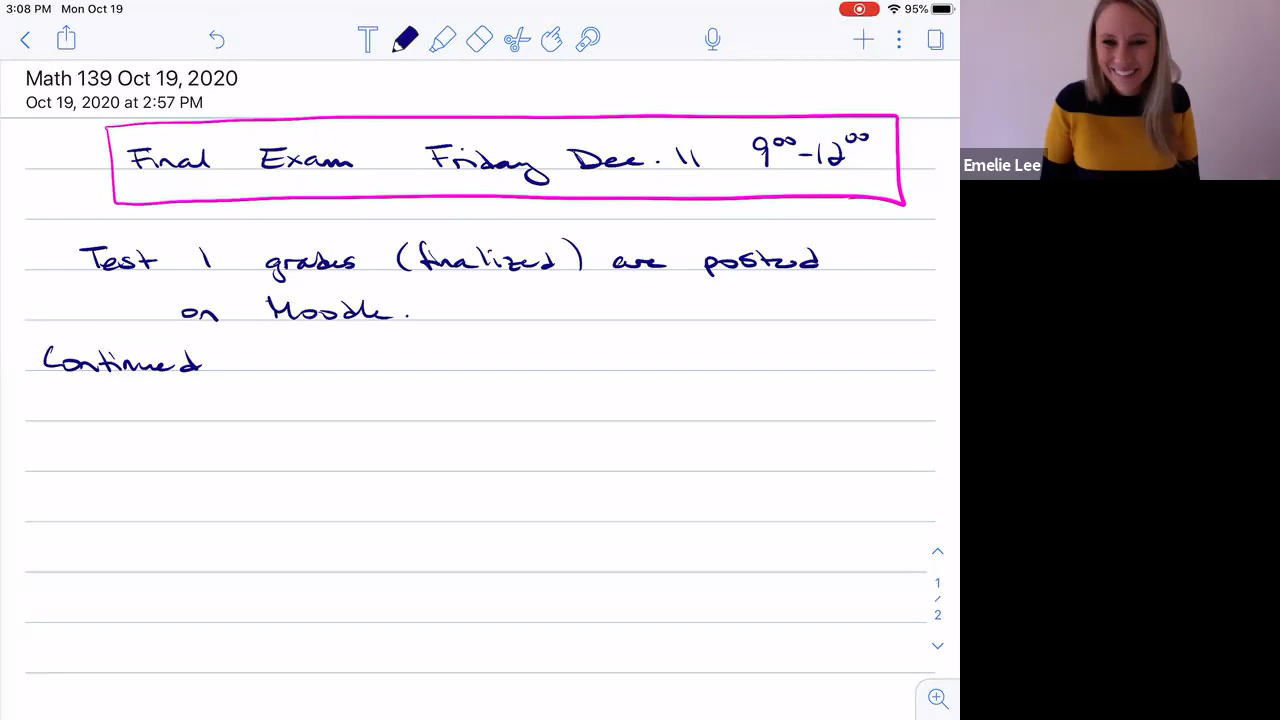 3:08 PM Mon Oct 19
95%
Math 139 Oct 19, 2020
Oct 19, 2020 at 2:57 PM
Final Exam Friday Dec. 11 9⁰⁰-12⁰⁰
Test 1 grades (finalized) are posted
on Moodle.
Continued
1
/
2
Emelie Lee